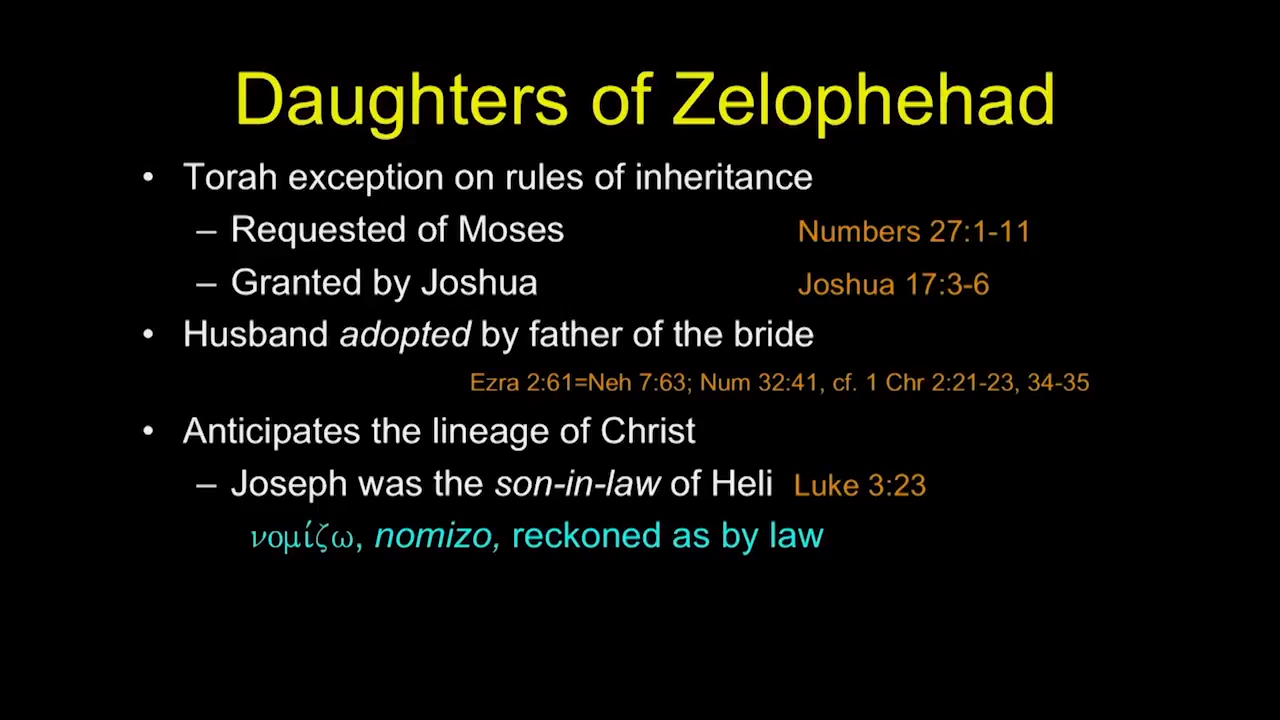 Daughters of Zelophehad
• Torah exception on rules of inheritance
– Requested of Moses Numbers 27:1-11
– Granted by Joshua Joshua 17:3-6
• Husband adopted by father of the bride
Ezra 2:61=Neh 7:63; Num 32:41, cf. 1 Chr 2:21-23, 34-35
• Anticipates the lineage of Christ
– Joseph was the son-in-law of Heli Luke 3:23
νομίζω, nomizo, reckoned as by law